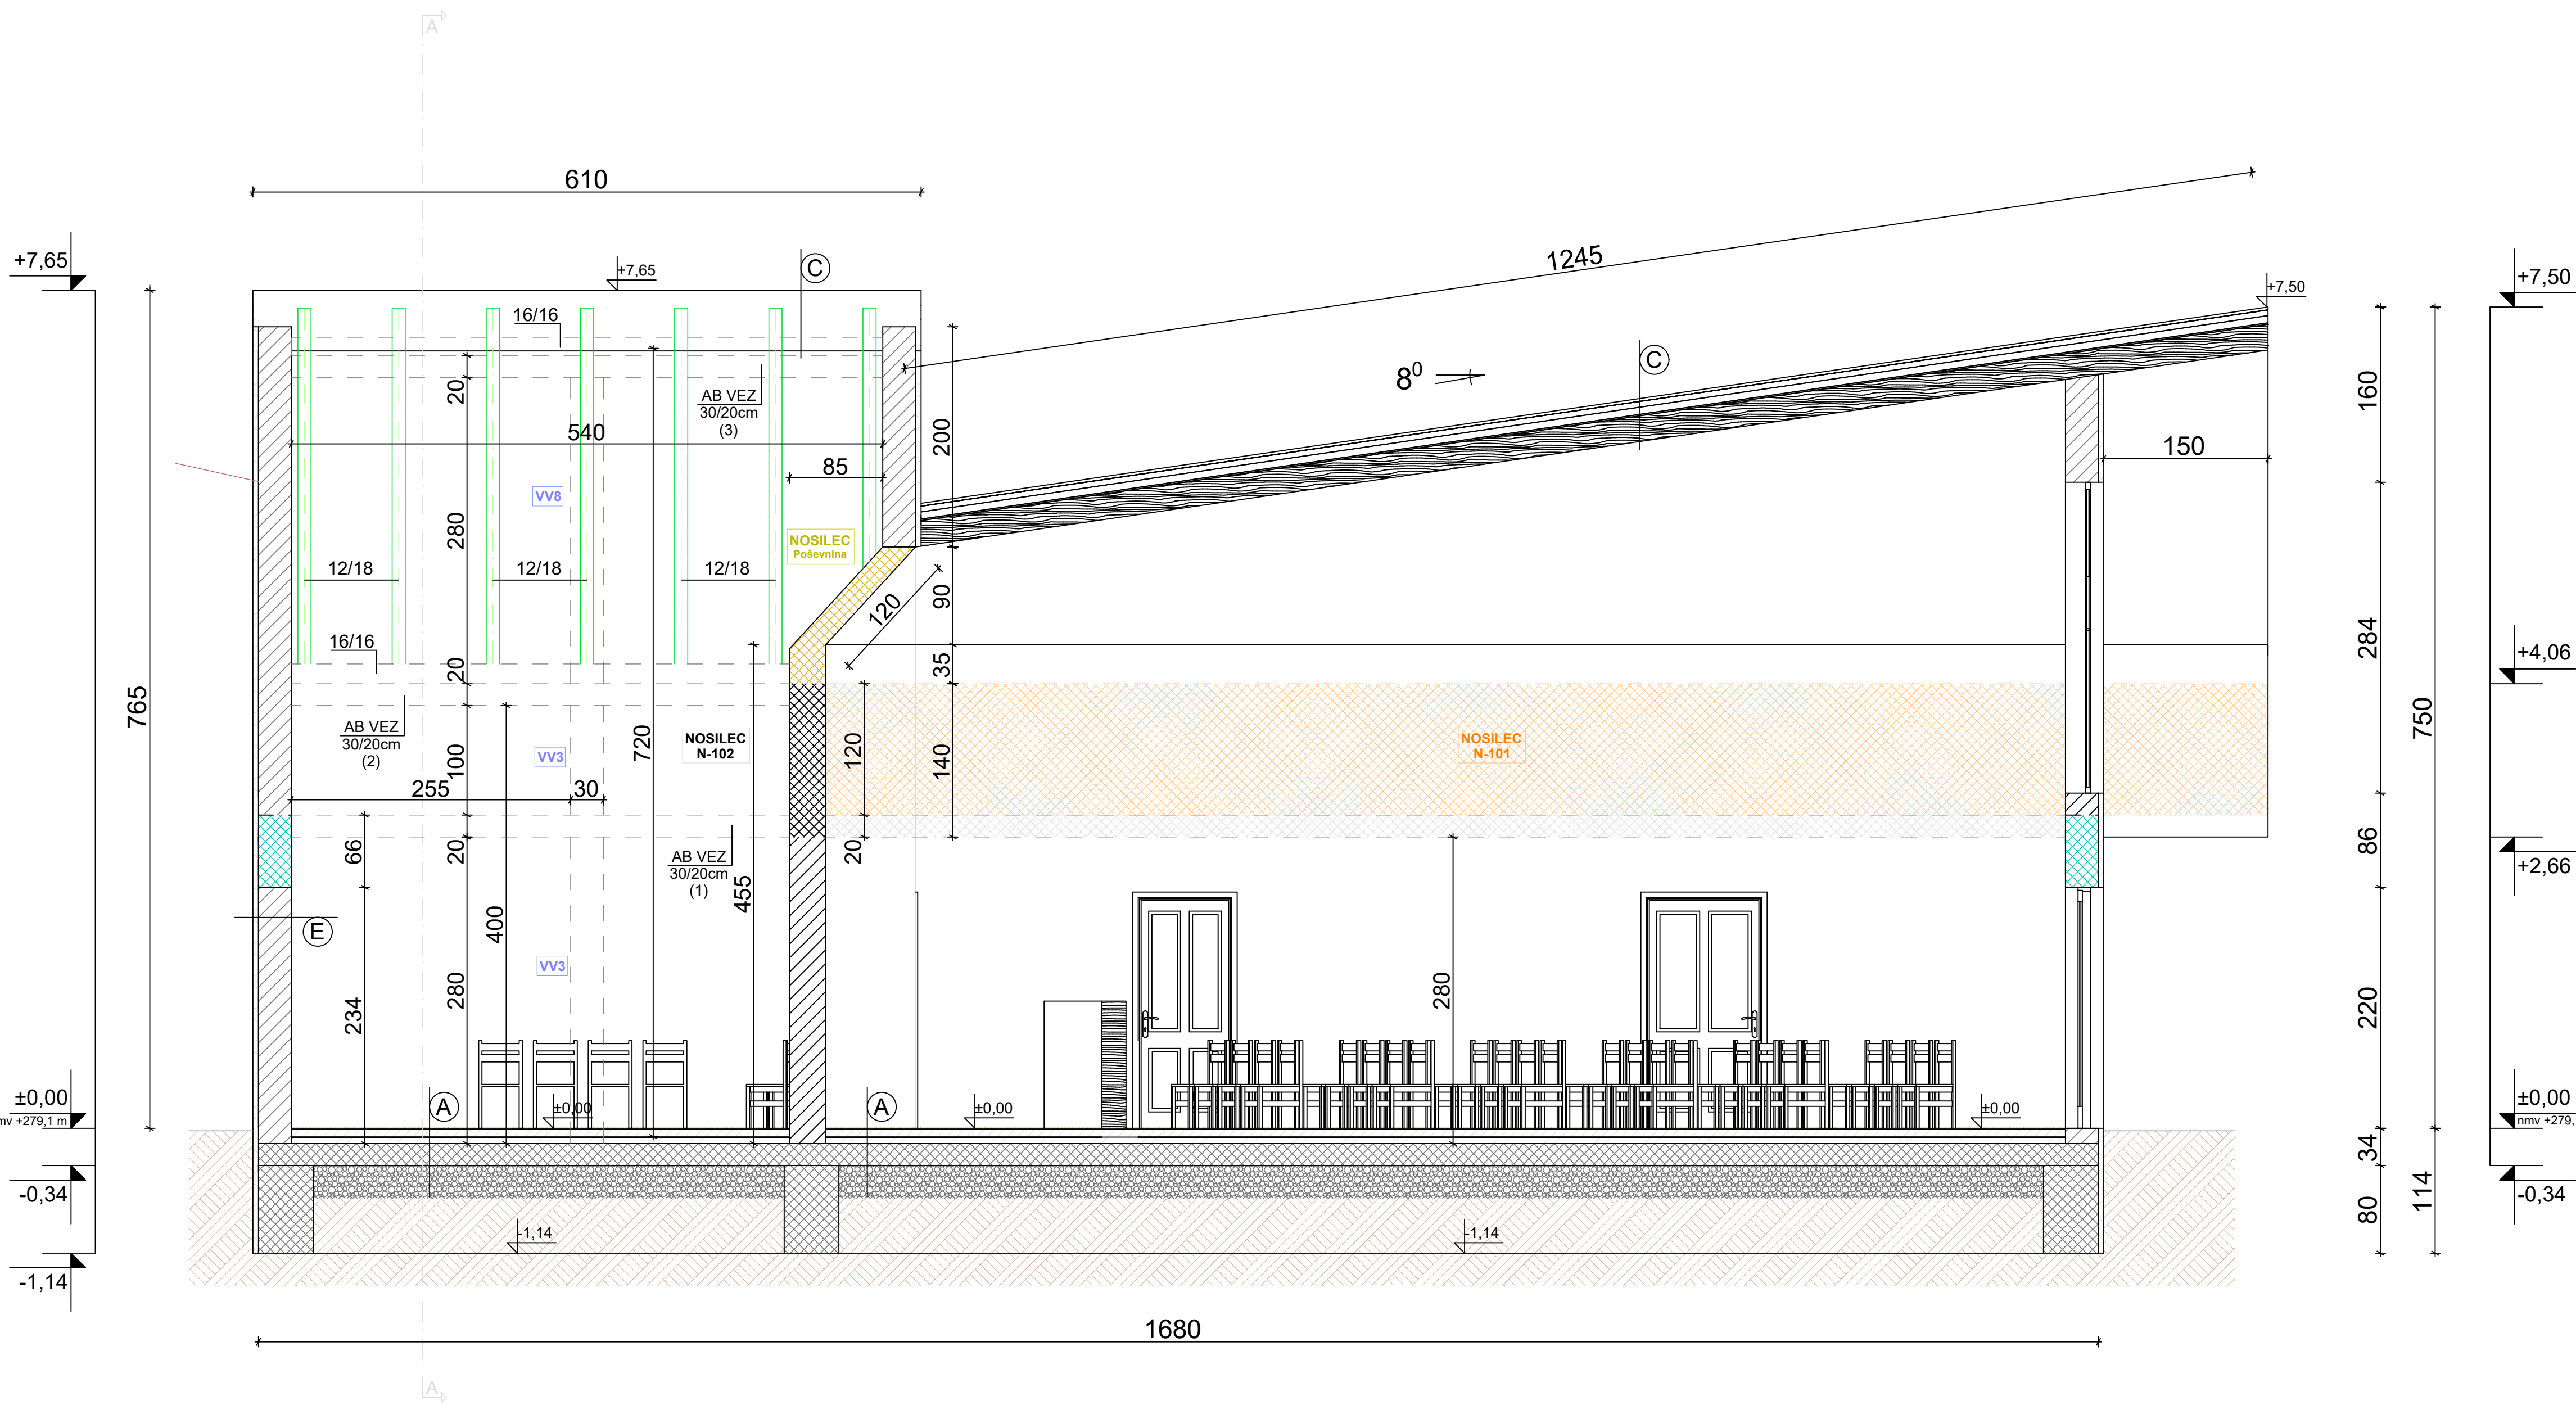 A
610
1245
+7,65
+7,65
C
+7,50
+7,50
16/16
8⁰
C
20
AB VEZ
30/20cm
(3)
540
200
160
85
150
VV8
280
NOSILEC
Poševnina
12/18
12/18
12/18
120
90
284
16/16
20
35
+4,06
765
AB VEZ
30/20cm
(2)
100
VV3
720
NOSILEC
N-102
120
140
NOSILEC
N-101
750
255
30
66
20
AB VEZ
30/20cm
(1)
455
20
86
+2,66
E
400
VV3
234
280
280
220
±0,00
A
±0,00
A
±0,00
±0,00
±0,00
mv +279,1 m
nmv +279,
34
-0,34
-0,34
114
80
-1,14
-1,14
-1,14
1680
A